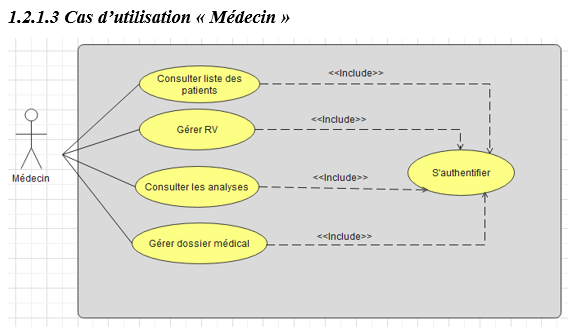 1.2.1.3 Cas d’utilisation « Médecin »
Consulter liste des
patients
<<Include>>
Gérer RV
<<Include>>
S'authentifier
Médecin
Consulter les analyses
<<Include>>
Gérer dossier médical
<<Include>>